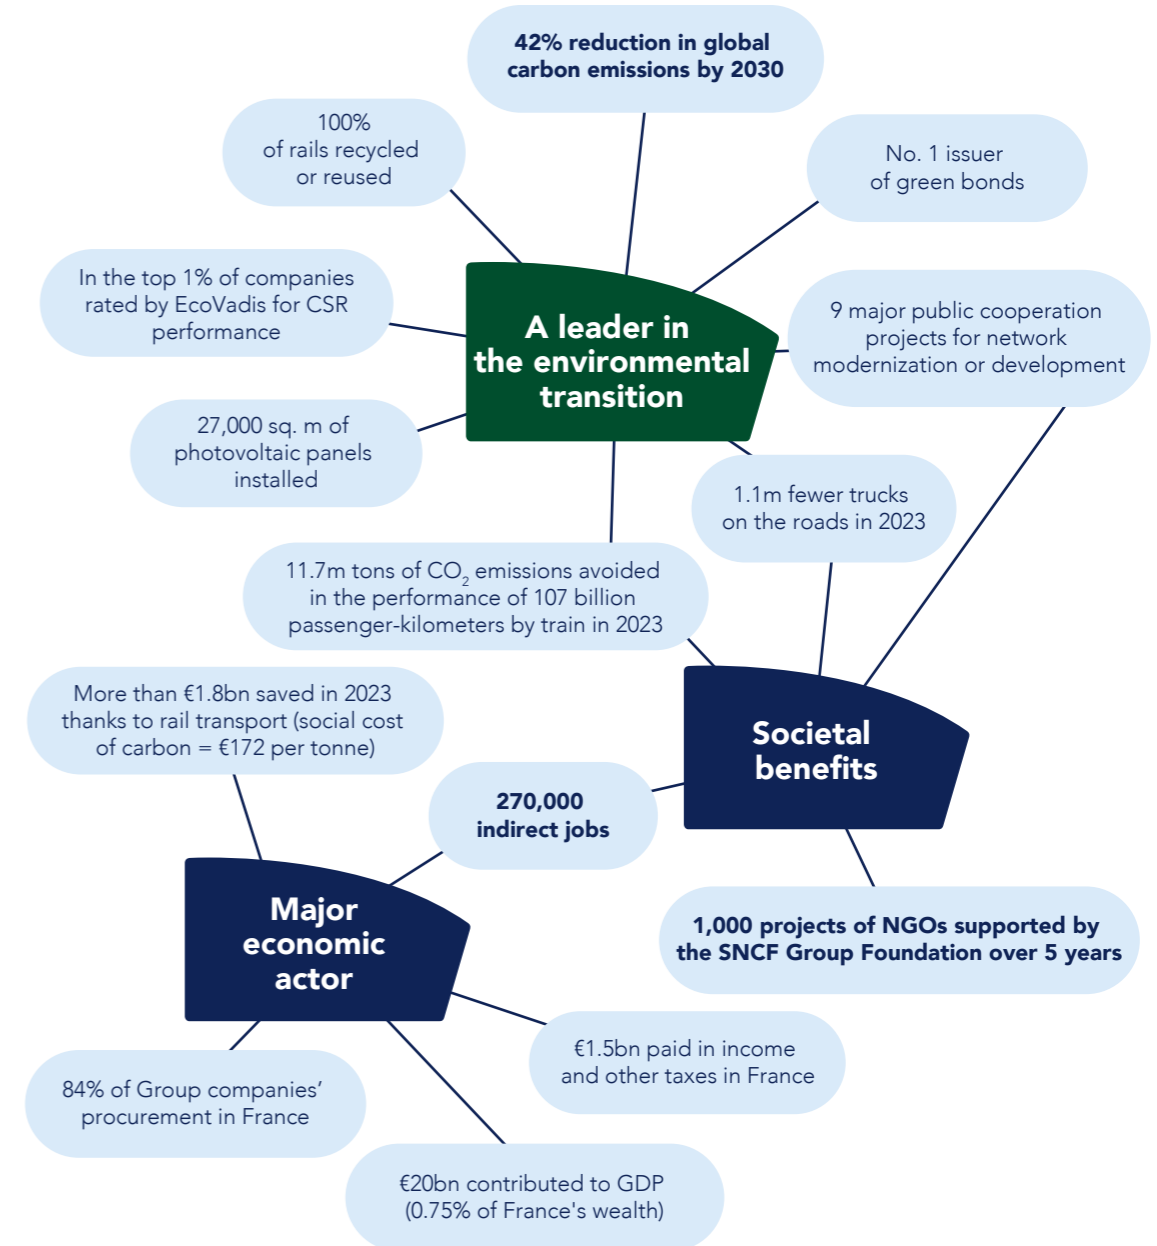 42% reduction in global
carbon emissions by 2030
100%
of rails recycled
or reused
No. 1 issuer
of green bonds
In the top 1% of companies
rated by EcoVadis for CSR
performance
9 major public cooperation
projects for network
modernization or development
A leader in
the environmental
transition
27,000 sq. m of
photovoltaic panels
installed
1.1m fewer trucks
on the roads in 2023
11.7m tons of CO₂ emissions avoided
in the performance of 107 billion
passenger-kilometers by train in 2023
More than €1.8bn saved in 2023
thanks to rail transport (social cost
of carbon = €172 per tonne)
Societal
benefits
270,000
indirect jobs
Major
economic
actor
1,000 projects of NGOs supported by
the SNCF Group Foundation over 5 years
€1.5bn paid in income
and other taxes in France
84% of Group companies’
procurement in France
€20bn contributed to GDP
(0.75% of France's wealth)